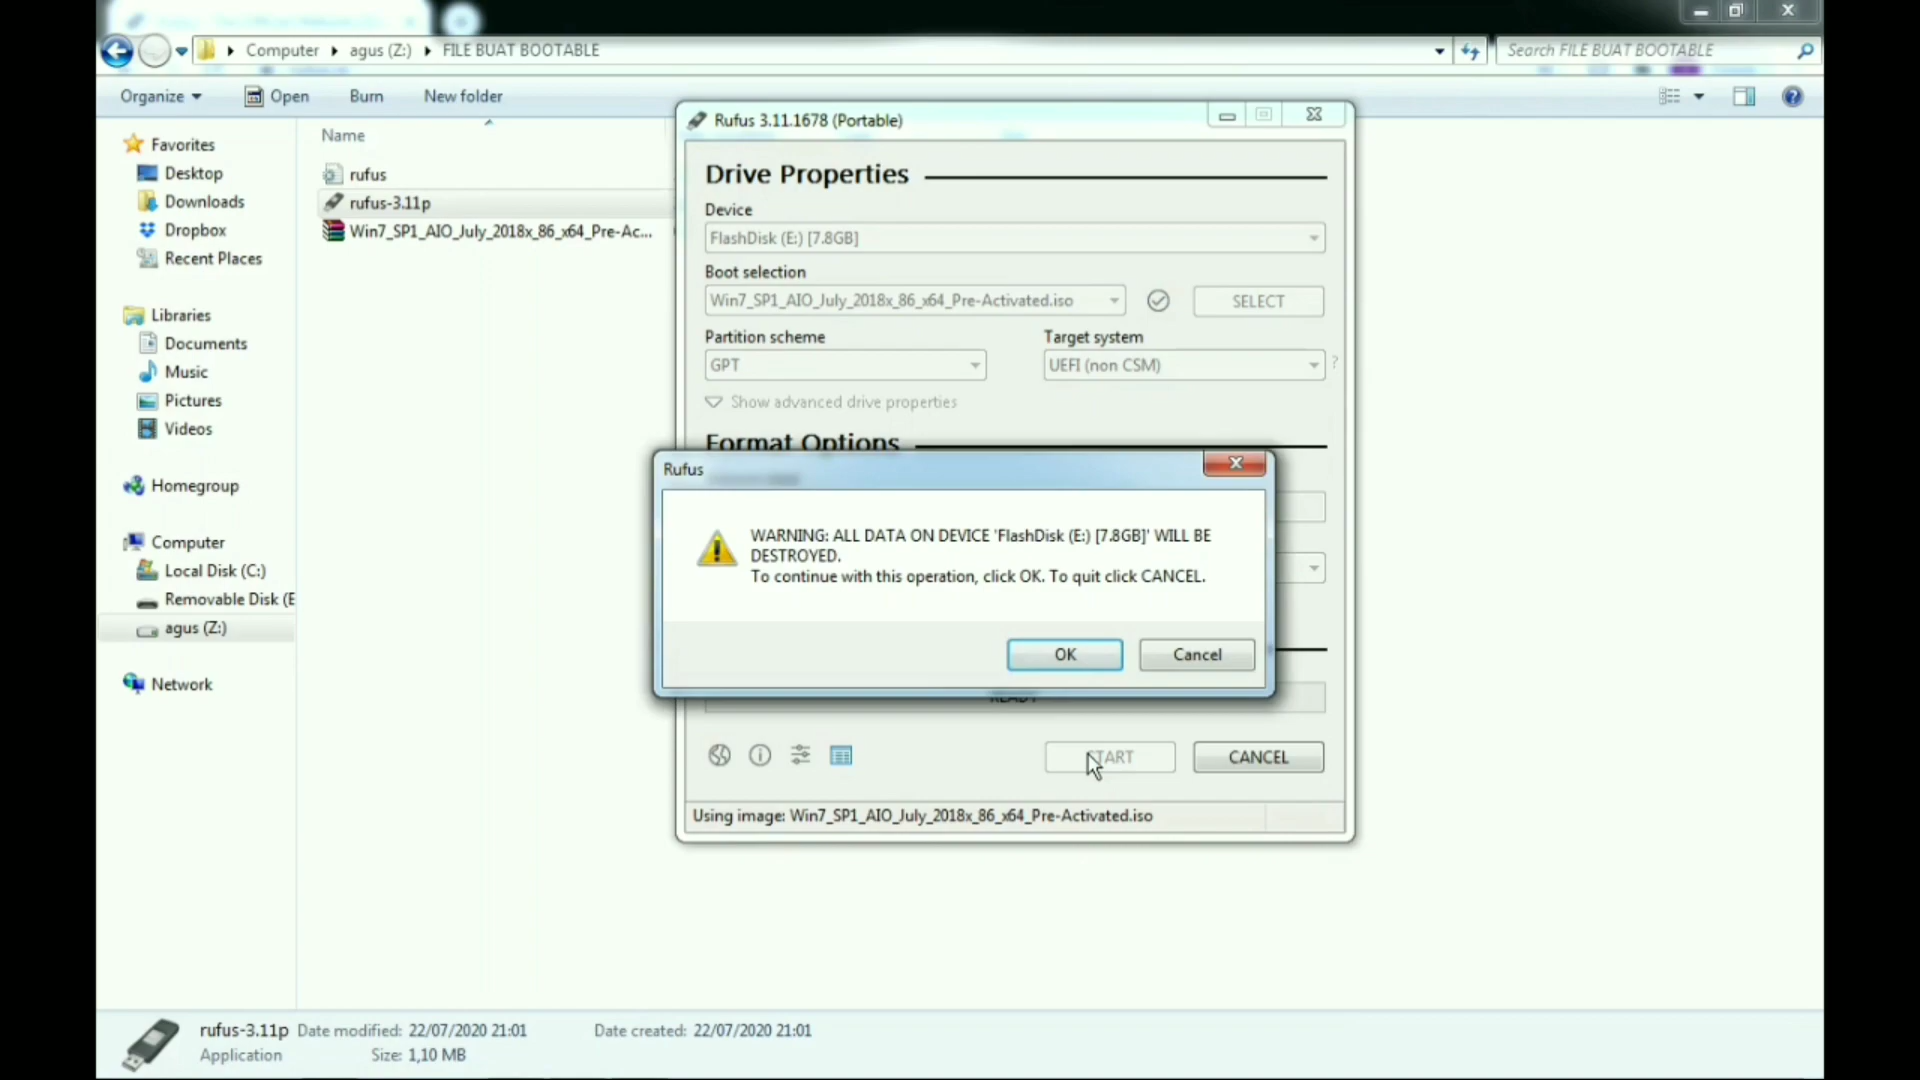 Computer
agus (Z:)
FILE BUAT BOOTABLE
Search FILE BUAT BOOTABLE
Organize
Open
Burn
New folder
Favorites
Desktop
Downloads
Dropbox
Recent Places
Libraries
Documents
Music
Pictures
Videos
Homegroup
Computer
Local Disk (C:)
Removable Disk (E
agus (Z:)
Network
Name
rufus
rufus-3.11p
Win7_SP1_AIO_July_2018x_86_x64_Pre-Ac...
Rufus 3.11.1678 (Portable)
Drive Properties
Device
FlashDisk (E:) [7.8GB]
Boot selection
Win7_SP1_AIO_July_2018x_86_x64_Pre-Activated.iso
SELECT
Partition scheme
Target system
GPT
UEFI (non CSM)
?
Show advanced drive properties
Format Options
Rufus
WARNING: ALL DATA ON DEVICE 'FlashDisk (E:) [7.8GB]' WILL BE
DESTROYED.
To continue with this operation, click OK. To quit click CANCEL.
OK
Cancel
READY
START
CANCEL
Using image: Win7_SP1_AIO_July_2018x_86_x64_Pre-Activated.iso
rufus-3.11p Date modified: 22/07/2020 21:01 Date created: 22/07/2020 21:01
Application Size: 1,10 MB